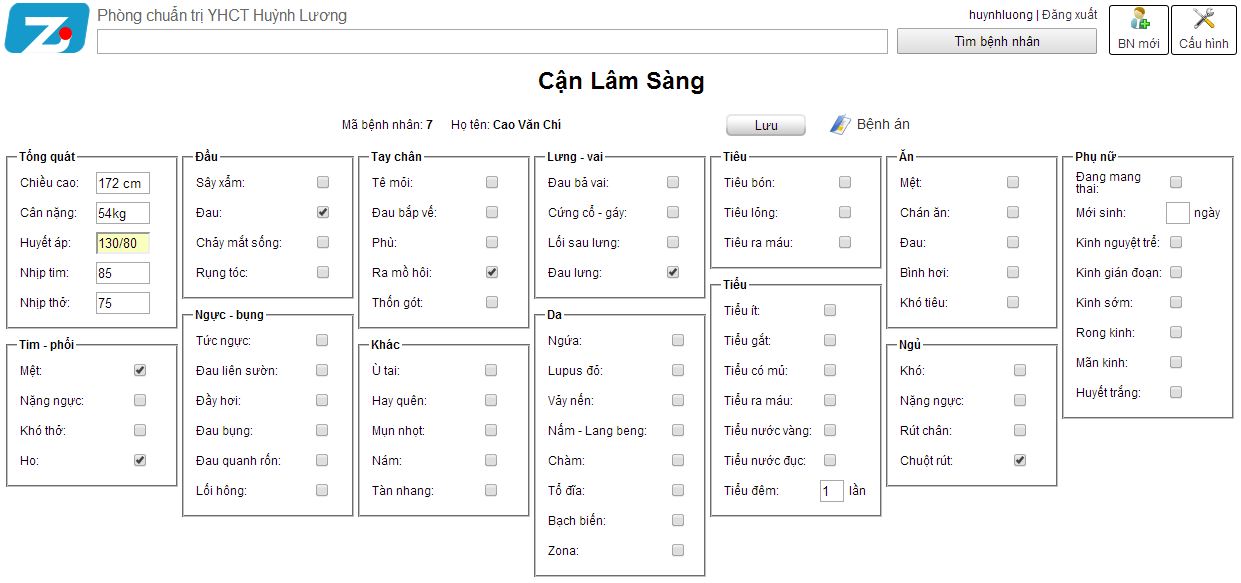 Phòng chuẩn trị YHCT Huỳnh Lương
huynhluong | Đăng xuất
Tìm bệnh nhân
BN mới
Cấu hình
Cận Lâm Sàng
Mã bệnh nhân: 7 Họ tên: Cao Văn Chí
Lưu
Bệnh án
Tổng quát
Chiều cao: 172 cm
Cân nặng: 54kg
Huyết áp: 130/80
Nhịp tim: 85
Nhịp thở: 75
Tim - phổi
Mệt:
Nặng ngực:
Khó thở:
Ho:
Đầu
Sây xẩm:
Đau:
Chảy mắt sống:
Rụng tóc:
Ngực - bụng
Tức ngực:
Đau liên sườn:
Đầy hơi:
Đau bụng:
Đau quanh rốn:
Lối hông:
Tay chân
Tê mỏi:
Đau bắp vế:
Phù:
Ra mồ hôi:
Thốn gót:
Khác
Ù tai:
Hay quên:
Mụn nhọt:
Nám:
Tàn nhang:
Lưng - vai
Đau bả vai:
Cứng cổ - gáy:
Lối sau lưng:
Đau lưng:
Da
Ngứa:
Lupus đỏ:
Vảy nến:
Nấm - Lang beng:
Chàm:
Tổ đĩa:
Bạch biến:
Zona:
Tiêu
Tiêu bón:
Tiêu lỏng:
Tiêu ra máu:
Tiểu
Tiểu ít:
Tiểu gắt:
Tiểu có mủ:
Tiểu ra máu:
Tiểu nước vàng:
Tiểu nước đục:
Tiểu đêm: 1 lần
Ăn
Mệt:
Chán ăn:
Đau:
Bình hơi:
Khó tiêu:
Ngủ
Khó:
Nặng ngực:
Rút chân:
Chuột rút:
Phụ nữ
Đang mang
thai:
Mới sinh: ngày
Kinh nguyệt trể:
Kinh gián đoạn:
Kinh sớm:
Rong kinh:
Mãn kinh:
Huyết trắng: